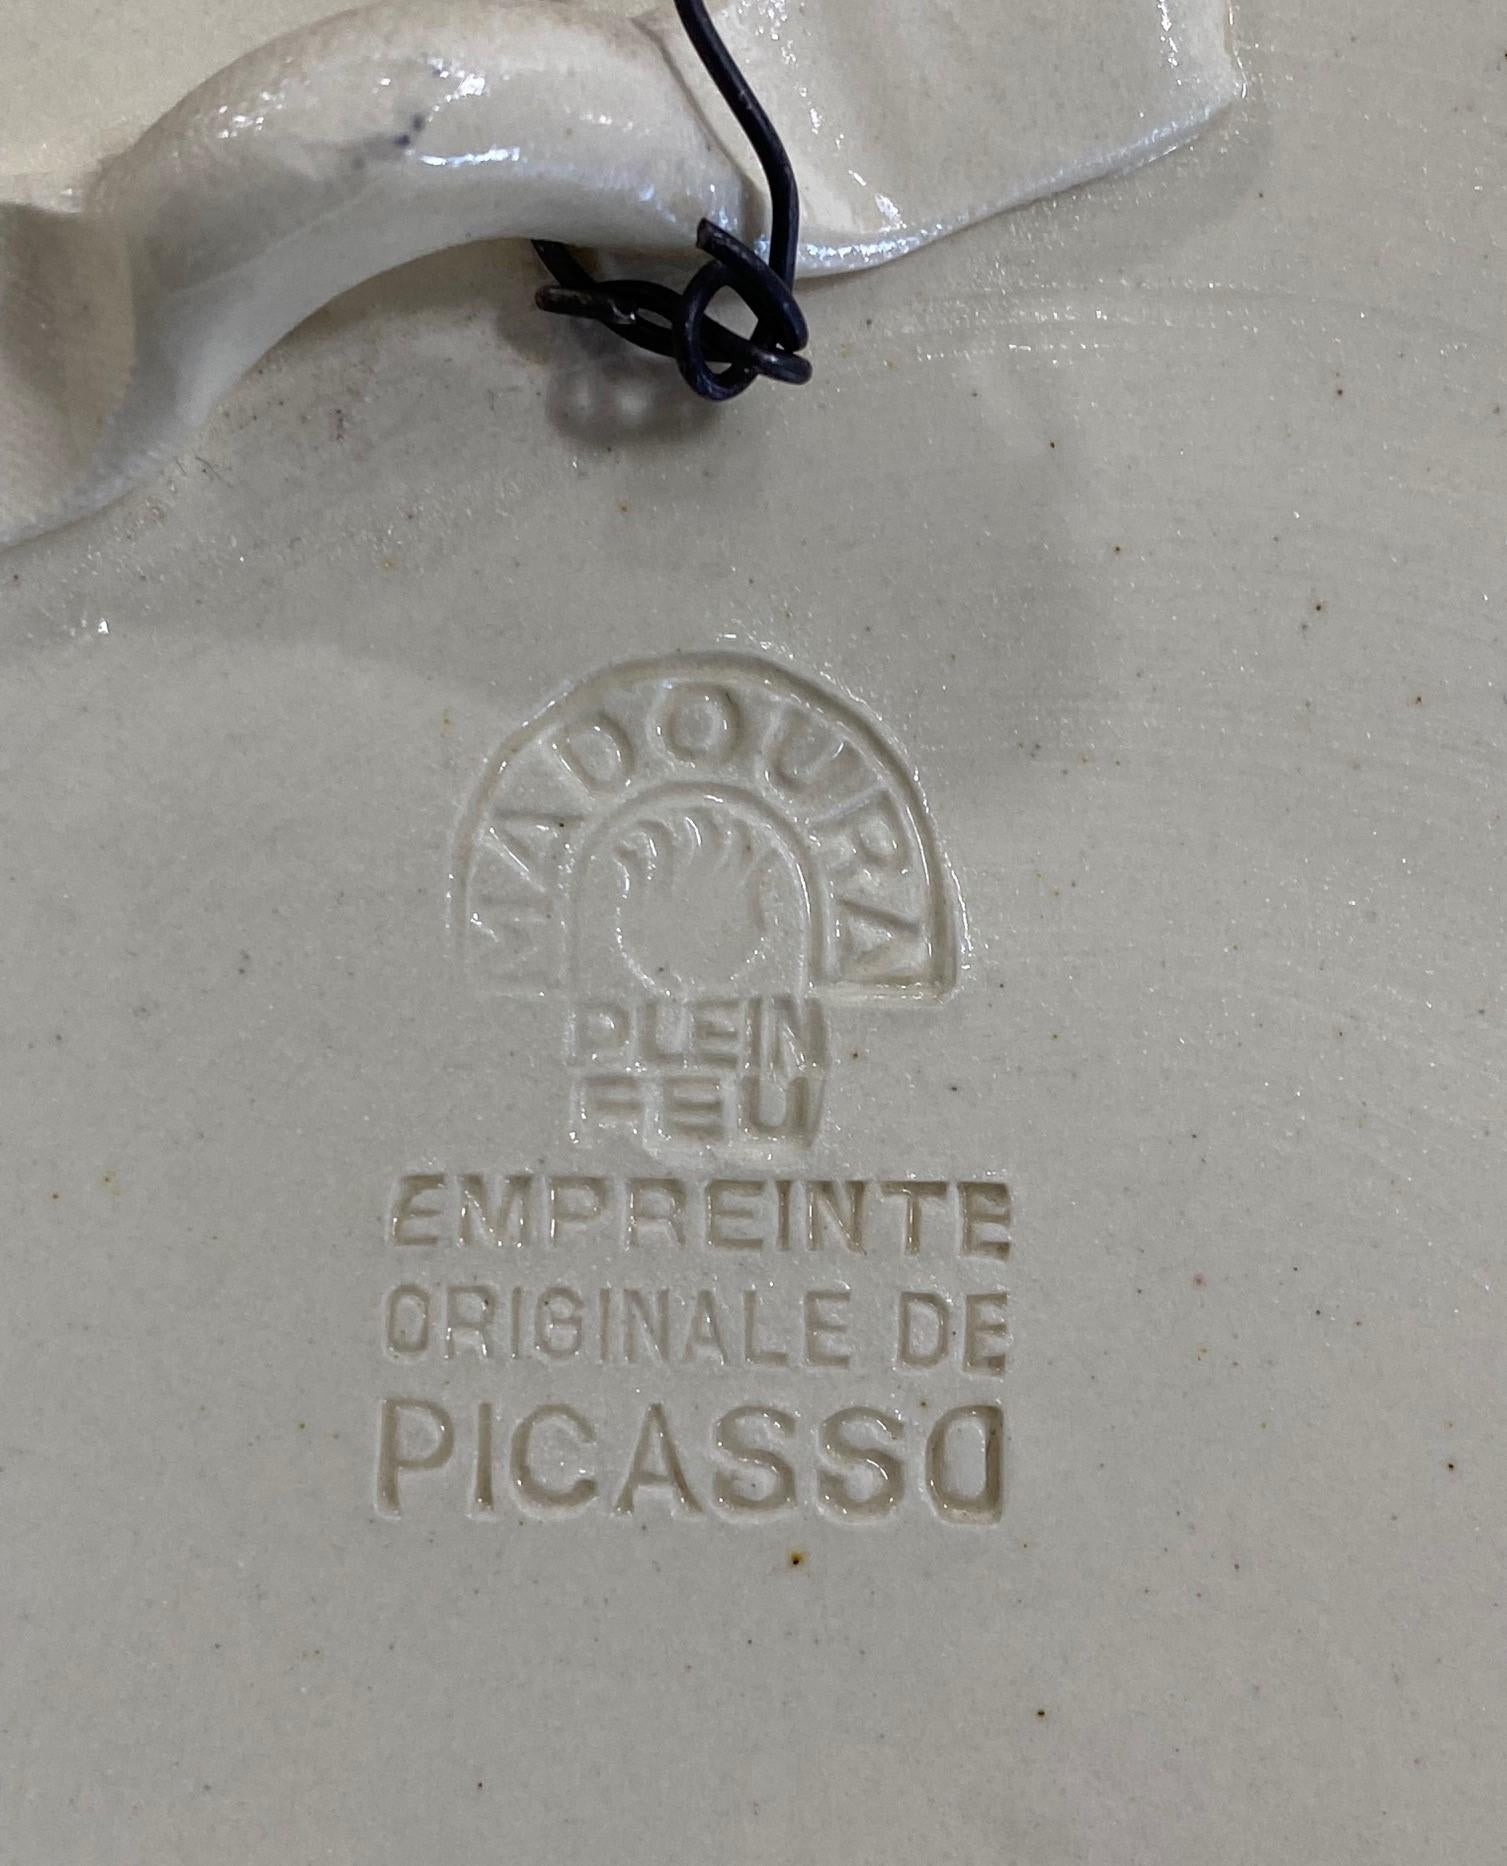 MADOURA
PLEIN
FEU
EMPREINTE
ORIGINALE DE
PICASSO